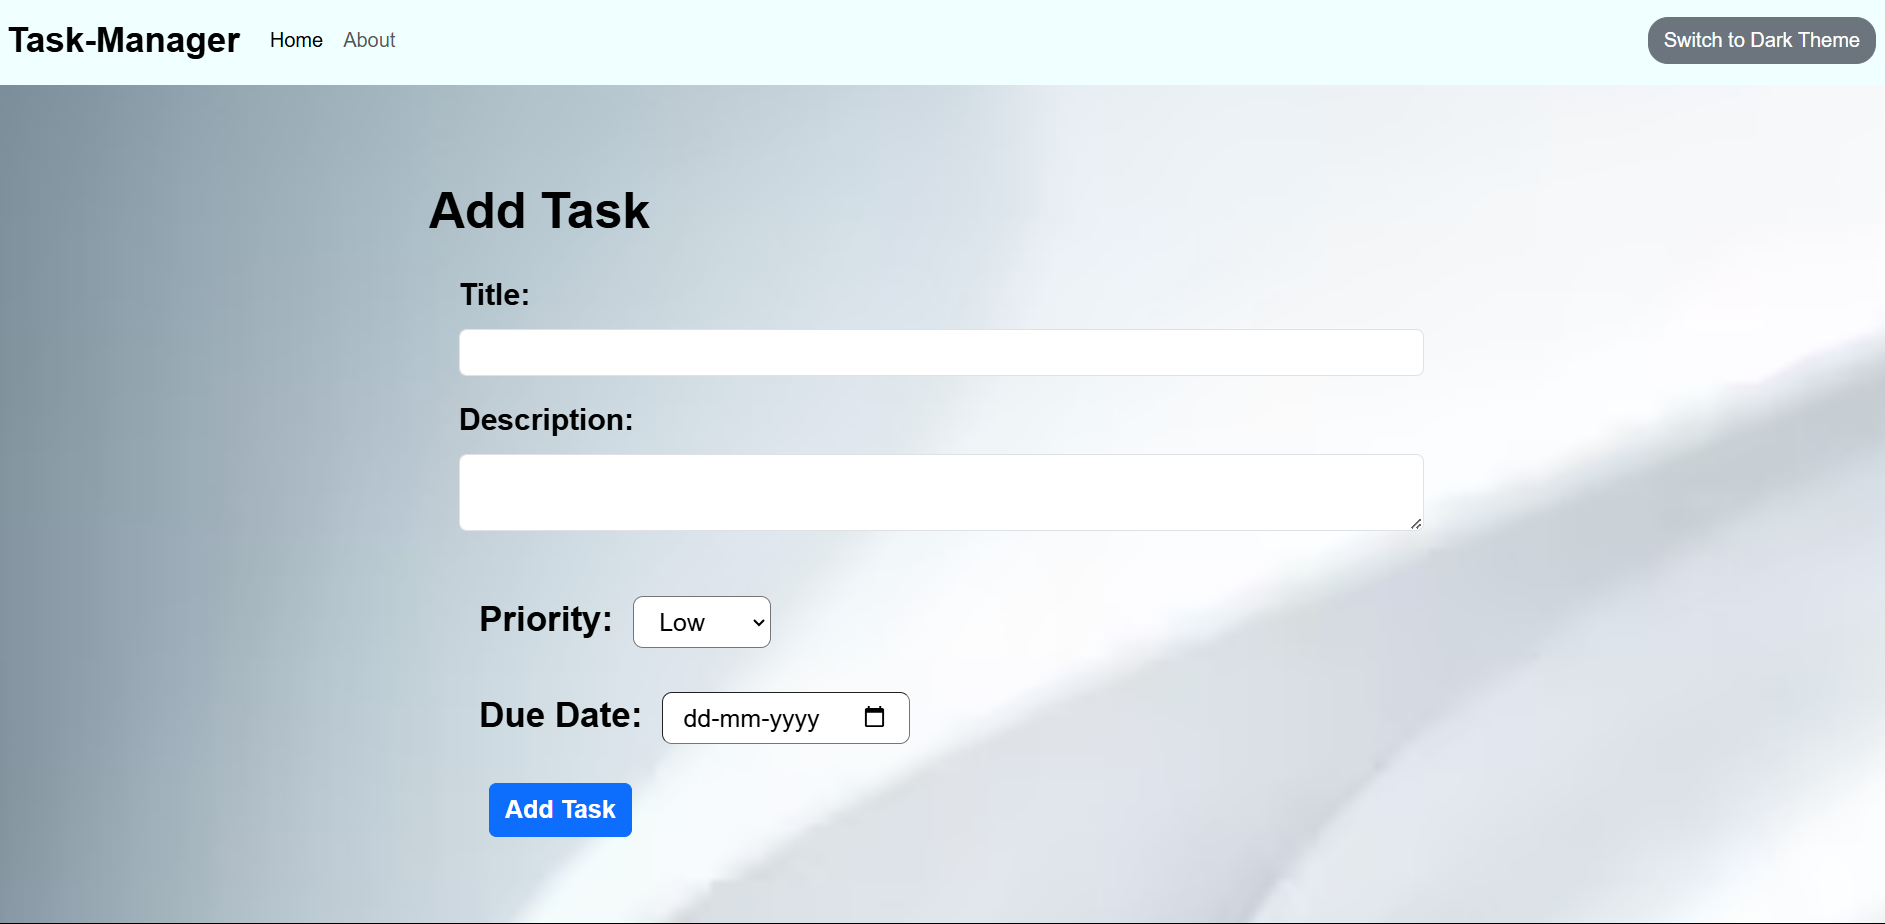 Task-Manager Home About Switch to Dark Theme
Add Task
Title:
Description:
Priority: Low
Due Date: dd-mm-yyyy
Add Task